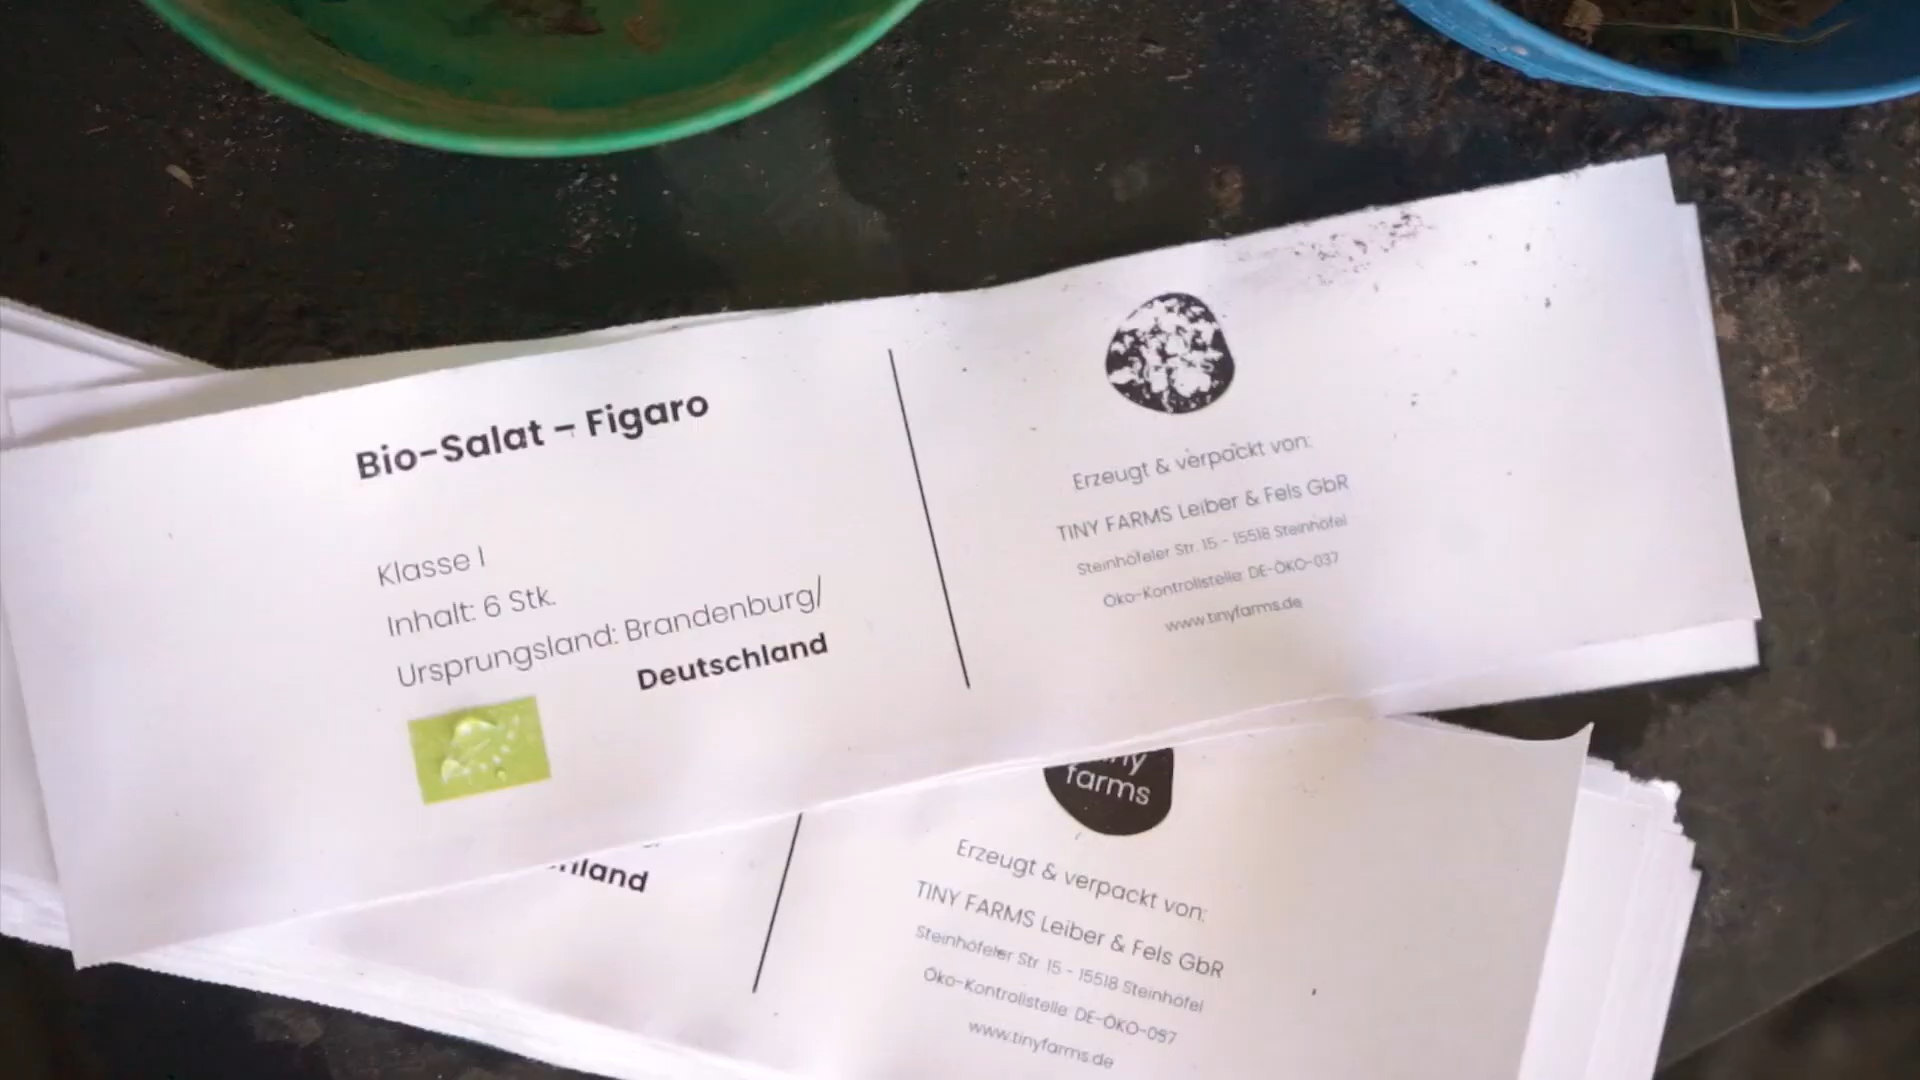 Bio-Salat – Figaro
Klasse I
Inhalt: 6 Stk.
Ursprungsland: Brandenburg/
Deutschland
Erzeugt & verpackt von:
TINY FARMS Leiber & Fels GbR
Steinhöfeler Str. 15 - 15518 Steinhöfel
Öko-Kontrollstelle: DE-ÖKO-037
www.tinyfarms.de
farms
Erzeugt & verpackt von:
TINY FARMS Leiber & Fels GbR
Steinhöfeler Str. 15 - 15518 Steinhöfel
Öko-Kontrollstelle: DE-ÖKO-037
www.tinyfarms.de